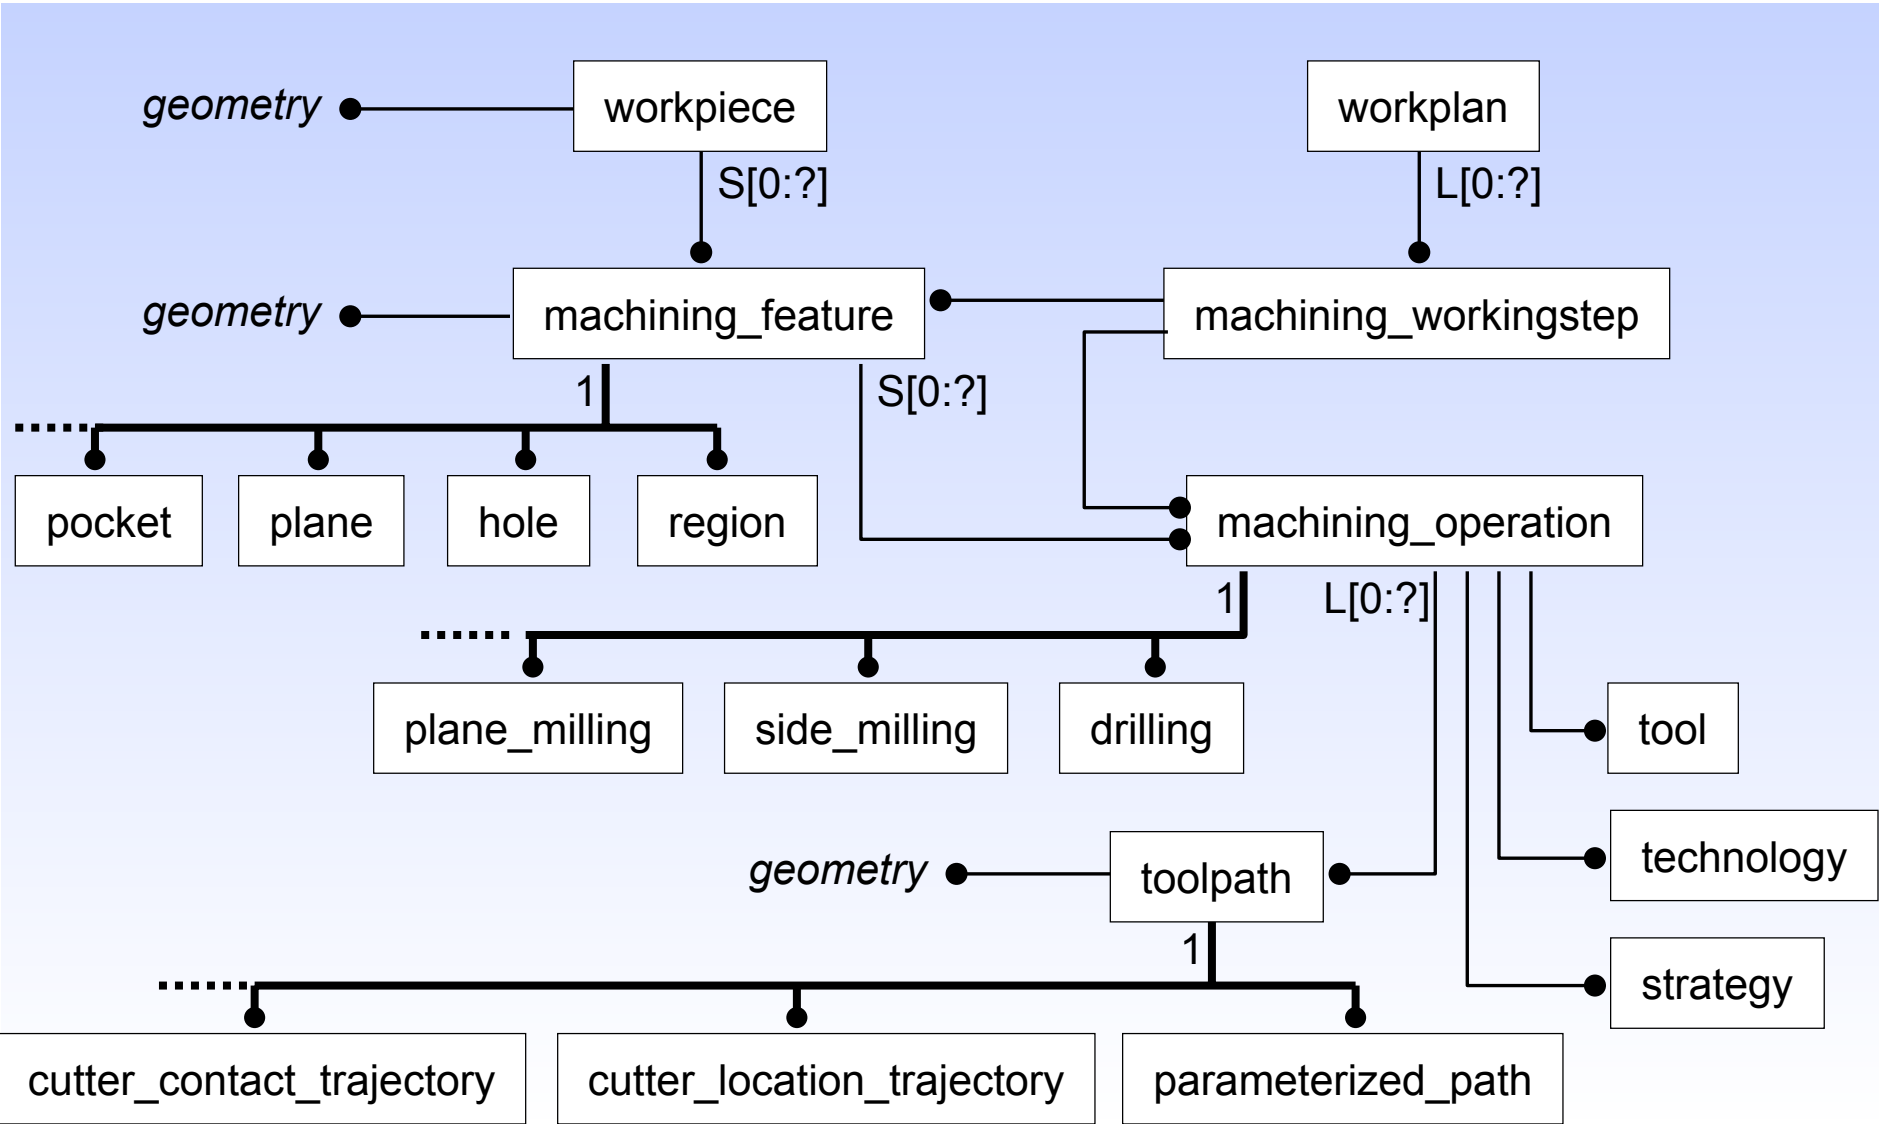 geometry
workpiece
workplan
S[0:?]
L[0:?]
geometry
machining_feature
machining_workingstep
1
S[0:?]
pocket
plane
hole
region
machining_operation
1
L[0:?]
plane_milling
side_milling
drilling
tool
geometry
toolpath
technology
1
strategy
cutter_contact_trajectory
cutter_location_trajectory
parameterized_path